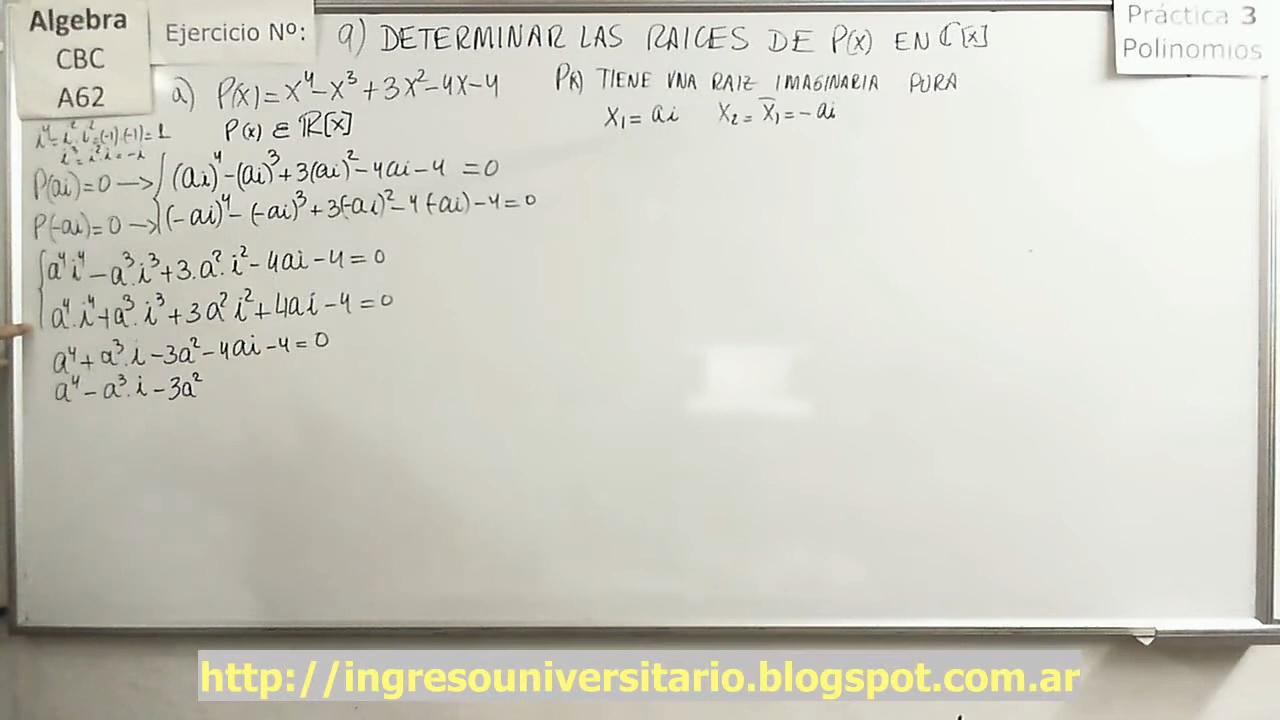 Algebra
CBC
A62
Ejercicio Nº:
9) DETERMINAR LAS RAICES DE P(x) EN ℂ[x]
Práctica 3
Polinomios
a) P(x) = x⁴ - x³ + 3x² - 4x - 4
P(x) TIENE UNA RAIZ IMAGINARIA PURA
P(x) ∈ ℝ[x]
x₁ = ai x₂ = x̄₁ = -ai
i⁴ = i².i² = (-1).(-1) = 1
i³ = i².i = -i
P(ai) = 0 → (ai)⁴ - (ai)³ + 3(ai)² - 4ai - 4 = 0
P(-ai) = 0 → (-ai)⁴ - (-ai)³ + 3(-ai)² - 4(-ai) - 4 = 0
a⁴i⁴ - a³.i³ + 3.a².i² - 4ai - 4 = 0
a⁴.i⁴ + a³.i³ + 3a²i² + 4ai - 4 = 0
a⁴ + a³.i - 3a² - 4ai - 4 = 0
a⁴ - a³.i - 3a²
http://ingresouniversitario.blogspot.com.ar